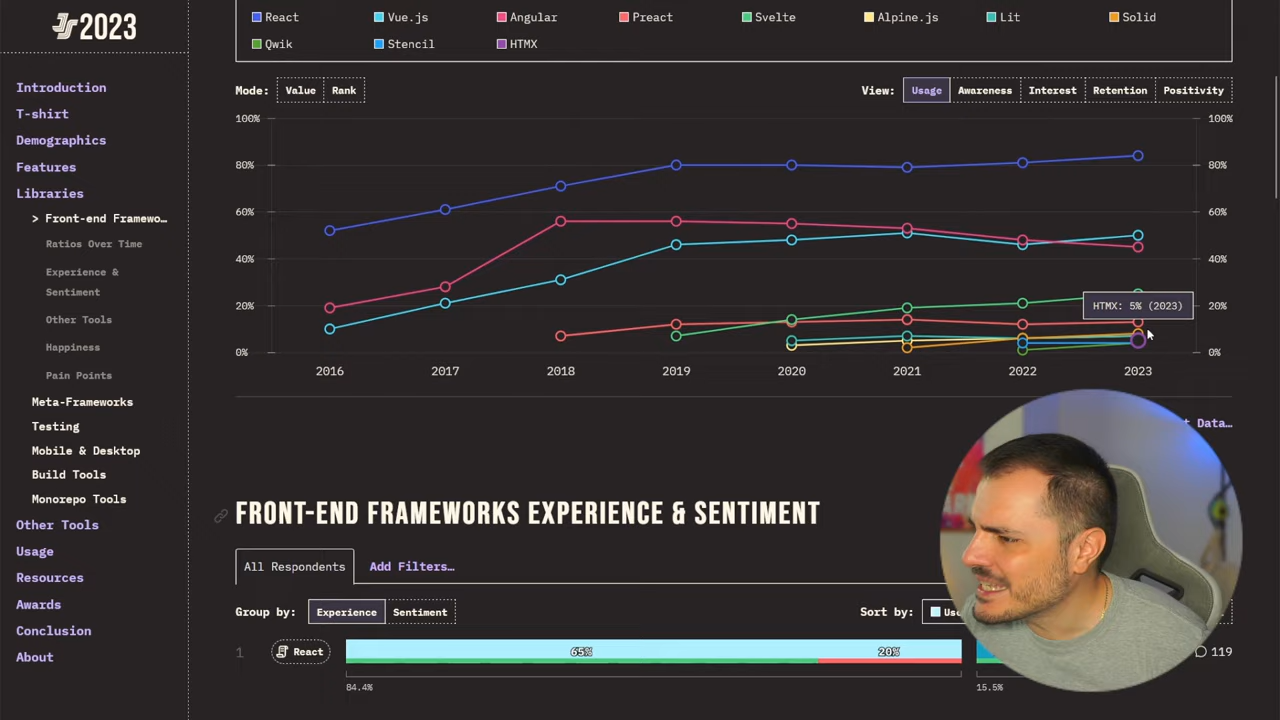 JS 2023
React Vue.js Angular Preact Svelte Alpine.js Lit Solid
Qwik Stencil HTMX
Introduction
T-shirt
Demographics
Features
Libraries
> Front-end Framewo…
Ratios Over Time
Experience &
Sentiment
Other Tools
Happiness
Pain Points
Meta-Frameworks
Testing
Mobile & Desktop
Build Tools
Monorepo Tools
Other Tools
Usage
Resources
Awards
Conclusion
About
Mode: Value Rank View: Usage Awareness Interest Retention Positivity
100% 100%
80% 80%
60% 60%
40% 40%
HTMX: 5% (2023)
20% 20%
0% 0%
2016 2017 2018 2019 2020 2021 2022 2023
t Data…
FRONT-END FRAMEWORKS EXPERIENCE & SENTIMENT
All Respondents Add Filters…
Group by: Experience Sentiment Sort by:
1 React 65% 20% 119
84.4% 15.5%